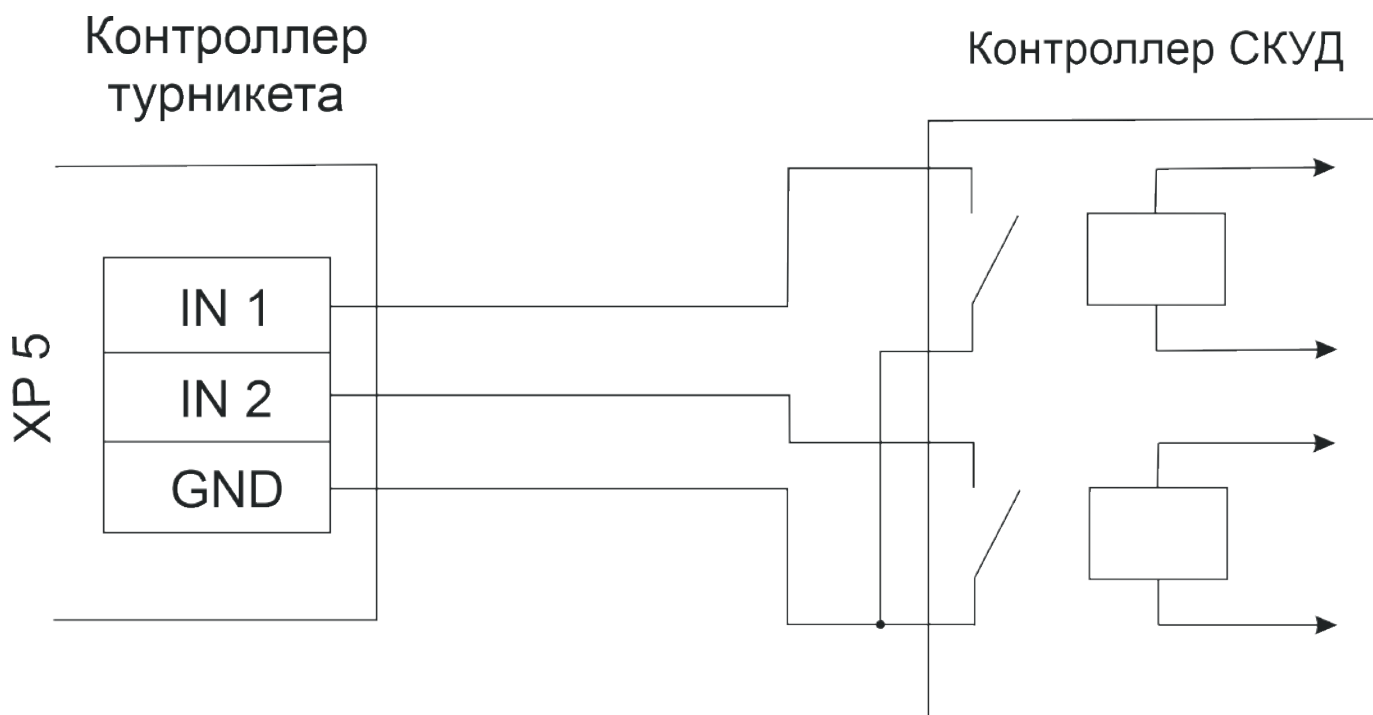 Контроллер
турникета
Контроллер СКУД
XP 5
IN 1
IN 2
GND